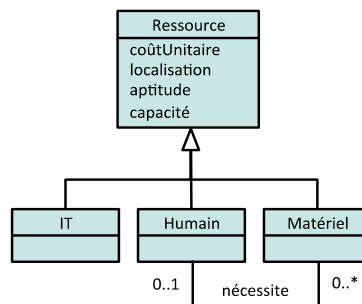 Ressource
coûtUnitaire
localisation
aptitude
capacité
IT
Humain
Matériel
0..1
nécessite
0..*